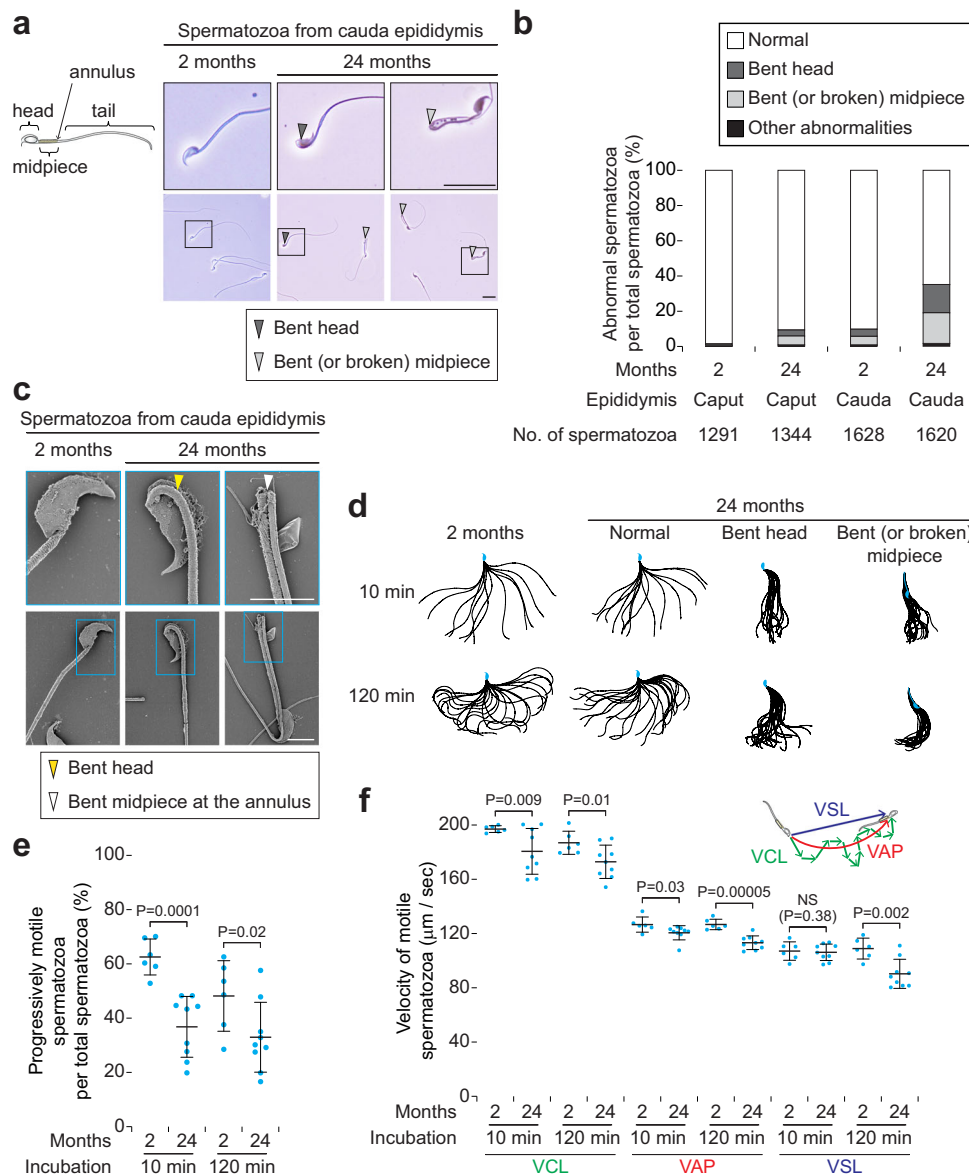 a
Spermatozoa from cauda epididymis
2 months
24 months
annulus
head
tail
midpiece
Bent head
Bent (or broken) midpiece
b
Normal
Bent head
Bent (or broken) midpiece
Other abnormalities
Abnormal spermatozoa
per total spermatozoa (%)
100
80
60
40
20
0
Months 2 24 2 24
Epididymis Caput Caput Cauda Cauda
No. of spermatozoa 1291 1344 1628 1620
c
Spermatozoa from cauda epididymis
2 months
24 months
Bent head
Bent midpiece at the annulus
d
24 months
2 months
Normal
Bent head
Bent (or broken)
midpiece
10 min
120 min
e
Progressively motile
spermatozoa
per total spermatozoa (%)
100
80
60
40
20
0
P=0.0001
P=0.02
Months 2 24 2 24
Incubation 10 min 120 min
f
Velocity of motile
spermatozoa (μm / sec)
200
160
120
80
40
0
P=0.009
P=0.01
P=0.03
P=0.00005
NS
(P=0.38)
P=0.002
VSL
VCL
VAP
Months 2 24 2 24 2 24 2 24 2 24 2 24
Incubation 10 min 120 min 10 min 120 min 10 min 120 min
VCL VAP VSL